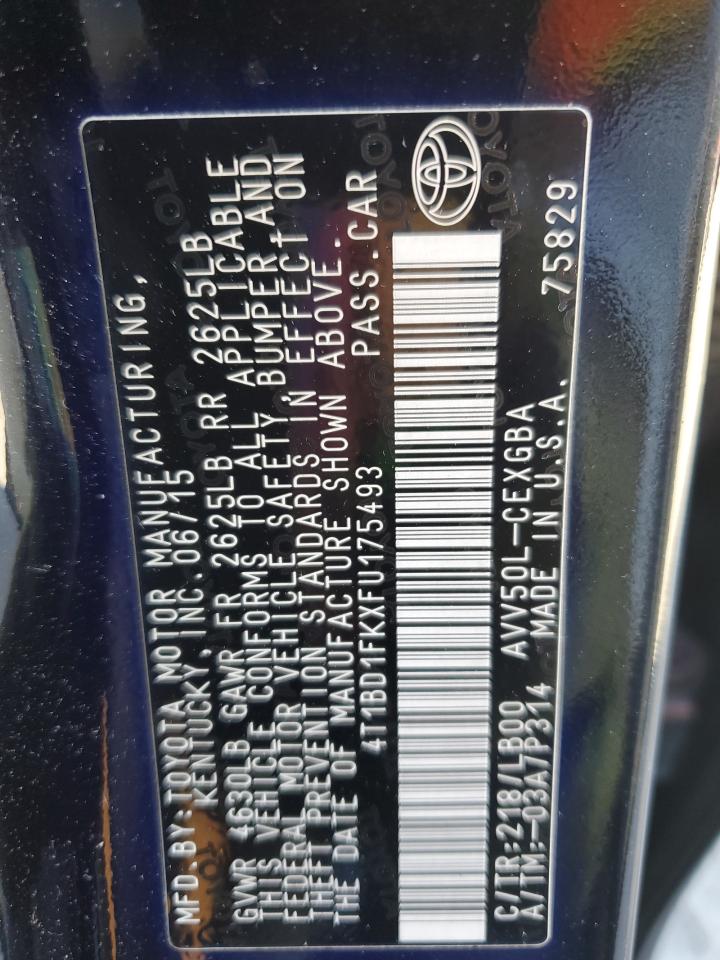 MFD.BY:TOYOTA MOTOR MANUFACTURING,
KENTUCKY, INC. 06/15
GVWR 4630LB GAWR FR 2625LB RR 2625LB
THIS VEHICLE CONFORMS TO ALL APPLICABLE
FEDERAL MOTOR VEHICLE SAFETY, BUMPER AND
THEFT PREVENTION STANDARDS IN EFFECT ON
THE DATE OF MANUFACTURE SHOWN ABOVE.
4T1BD1FKXFU175493 PASS.CAR
C/TR:218/LB00 AVV50L-CEXGBA
A/TM:-03A7P314 MADE IN U.S.A. 75829